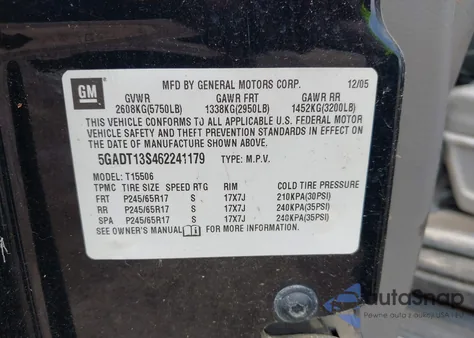 GM
MFD BY GENERAL MOTORS CORP. 12/05
GVWR GAWR FRT GAWR RR
2608KG(5750LB) 1338KG(2950LB) 1452KG(3200LB)
THIS VEHICLE CONFORMS TO ALL APPLICABLE U.S. FEDERAL MOTOR
VEHICLE SAFETY AND THEFT PREVENTION STANDARDS IN EFFECT ON THE
DATE OF MANUFACTURE SHOWN ABOVE.
5GADT13S462241179 TYPE: M.P.V.
MODEL: T15506
TPMC TIRE SIZE SPEED RTG RIM COLD TIRE PRESSURE
FRT P245/65R17 S 17X7J 210KPA(30PSI)
RR P245/65R17 S 17X7J 240KPA(35PSI)
SPA P245/65R17 S 17X7J 240KPA(35PSI)
SEE OWNER'S MANUAL FOR MORE INFORMATION.
autoSnap
Pewne auto z USA i